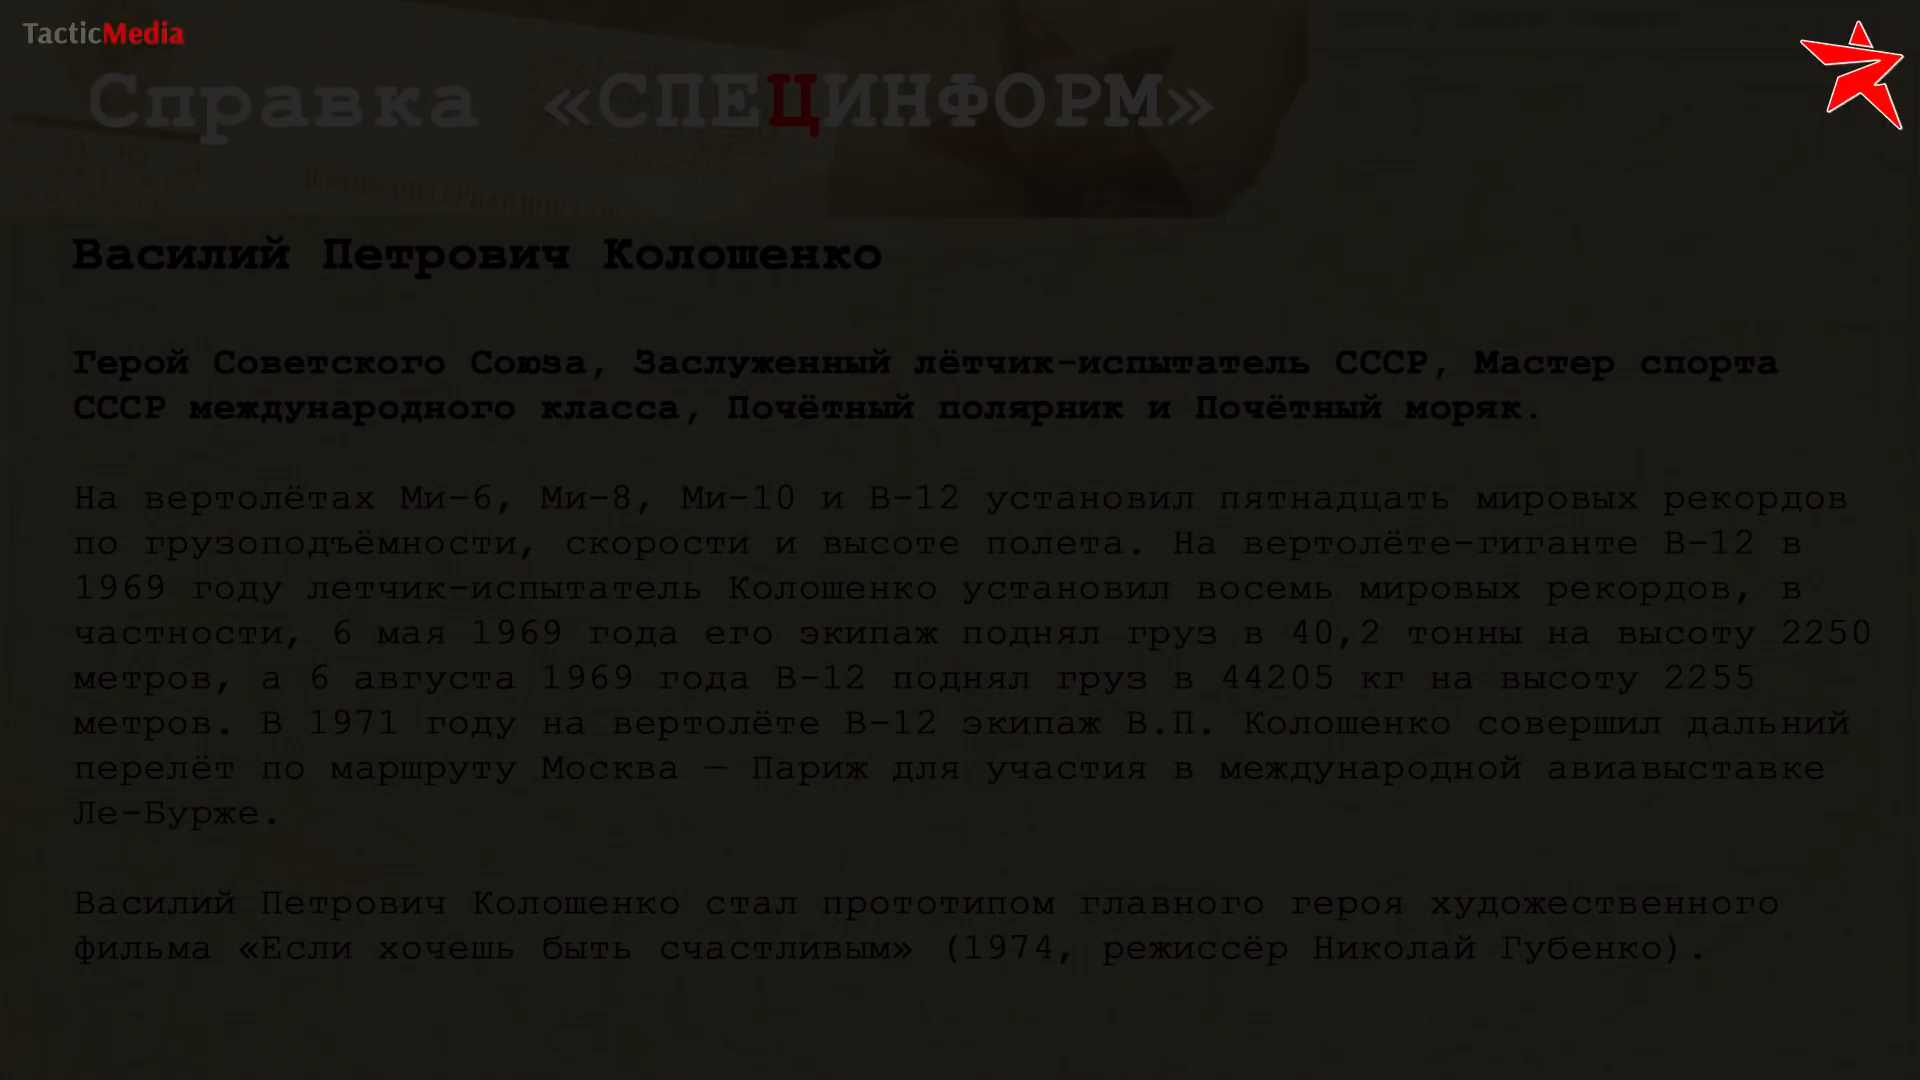 TacticMedia
Справка «СПЕЦИНФОРМ»
Василий Петрович Колошенко
Герой Советского Союза, Заслуженный лётчик-испытатель СССР, Мастер спорта
СССР международного класса, Почётный полярник и Почётный моряк.
На вертолётах Ми-6, Ми-8, Ми-10 и В-12 установил пятнадцать мировых рекордов
по грузоподъёмности, скорости и высоте полета. На вертолёте-гиганте В-12 в
1969 году летчик-испытатель Колошенко установил восемь мировых рекордов, в
частности, 6 мая 1969 года его экипаж поднял груз в 40,2 тонны на высоту 2250
метров, а 6 августа 1969 года В-12 поднял груз в 44205 кг на высоту 2255
метров. В 1971 году на вертолёте В-12 экипаж В.П. Колошенко совершил дальний
перелёт по маршруту Москва — Париж для участия в международной авиавыставке
Ле-Бурже.
Василий Петрович Колошенко стал прототипом главного героя художественного
фильма «Если хочешь быть счастливым» (1974, режиссёр Николай Губенко).